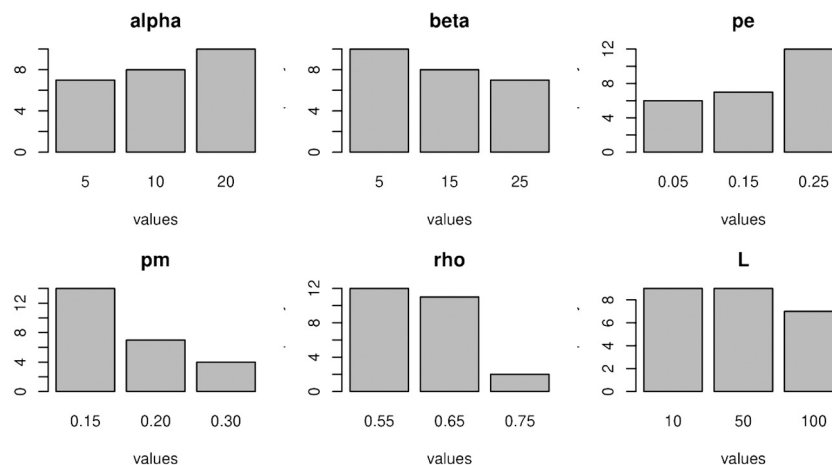 alpha
0 4 8
5 10 20
values
beta
0 4 8
5 15 25
values
pe
0 4 8 12
0.05 0.15 0.25
values
pm
0 4 8 12
0.15 0.20 0.30
values
rho
0 4 8 12
0.55 0.65 0.75
values
L
0 2 4 6 8
10 50 100
values